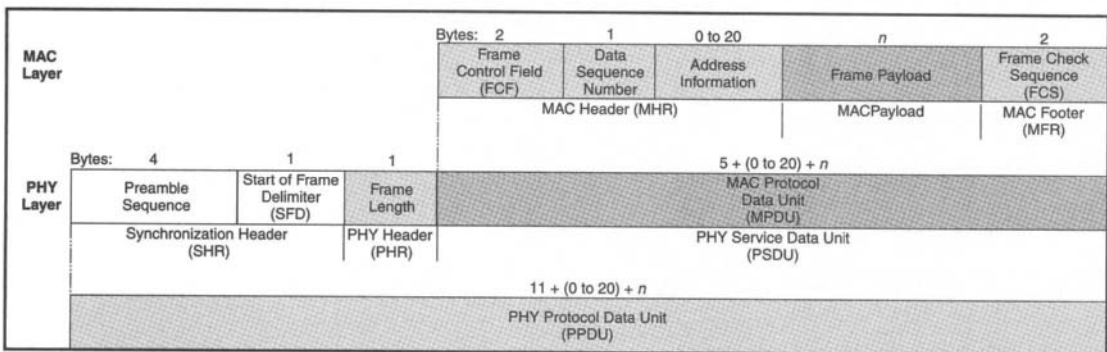 Bytes: 2 1 0 to 20 n 2
MAC
Layer
Frame
Control Field
(FCF)
Data
Sequence
Number
Address
Information
Frame Payload
Frame Check
Sequence
(FCS)
MAC Header (MHR)
MACPayload
MAC Footer
(MFR)
Bytes: 4 1 1 5 + (0 to 20) + n
PHY
Layer
Preamble
Sequence
Start of Frame
Delimiter
(SFD)
Frame
Length
MAC Protocol
Data Unit
(MPDU)
Synchronization Header
(SHR)
PHY Header
(PHR)
PHY Service Data Unit
(PSDU)
11 + (0 to 20) + n
PHY Protocol Data Unit
(PPDU)